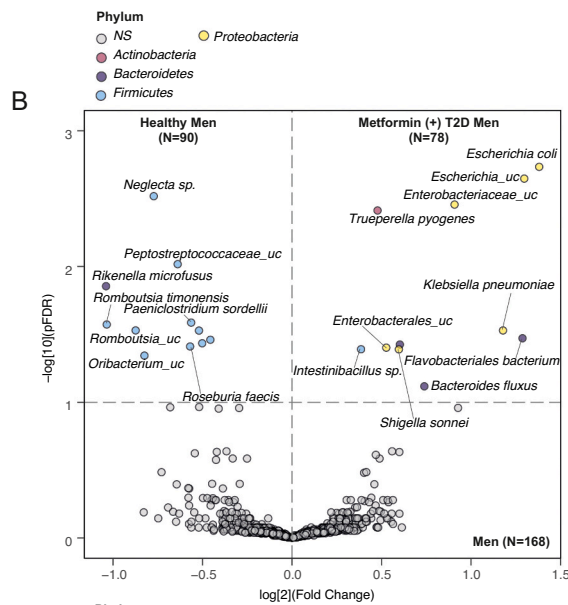 Phylum
NS
Proteobacteria
Actinobacteria
Bacteroidetes
Firmicutes
B
Healthy Men
(N=90)
Metformin (+) T2D Men
(N=78)
Escherichia coli
Neglecta sp.
Escherichia_uc
Enterobacteriaceae_uc
Trueperella pyogenes
Peptostreptococcaceae_uc
Rikenella microfusus
Klebsiella pneumoniae
Romboutsia timonensis
Paeniclostridium sordellii
Enterobacterales_uc
Romboutsia_uc
Oribacterium_uc
Flavobacteriales bacterium
Intestinibacillus sp.
Bacteroides fluxus
Roseburia faecis
Shigella sonnei
Men (N=168)
3
2
1
0
−log[10](pFDR)
−1.0
−0.5
0.0
0.5
1.0
1.5
log[2](Fold Change)